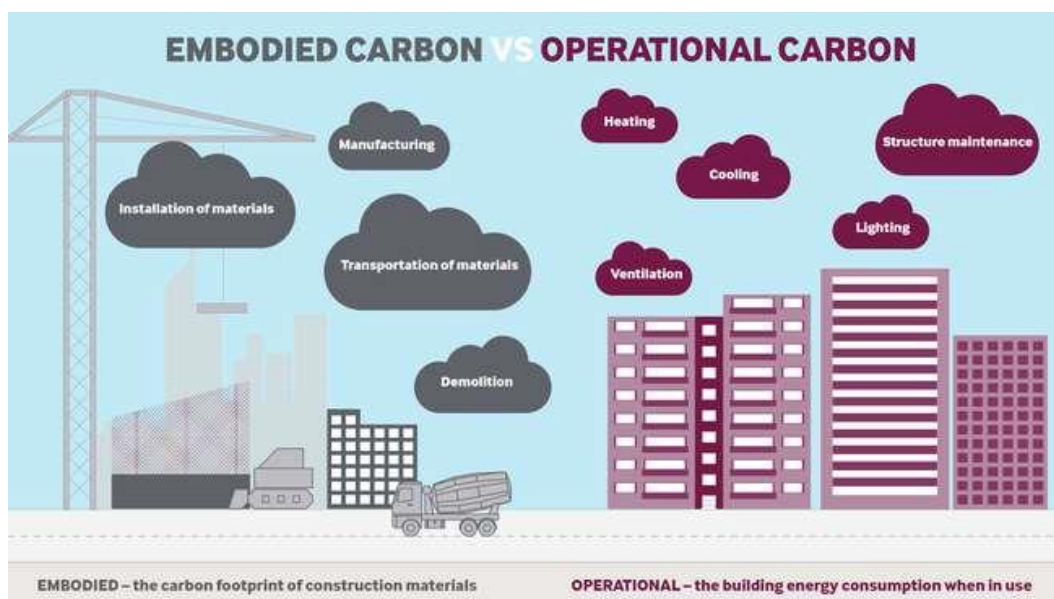 EMBODIED CARBON VS OPERATIONAL CARBON
Installation of materials
Manufacturing
Transportation of materials
Demolition
Heating
Cooling
Structure maintenance
Lighting
Ventilation
EMBODIED – the carbon footprint of construction materials
OPERATIONAL – the building energy consumption when in use